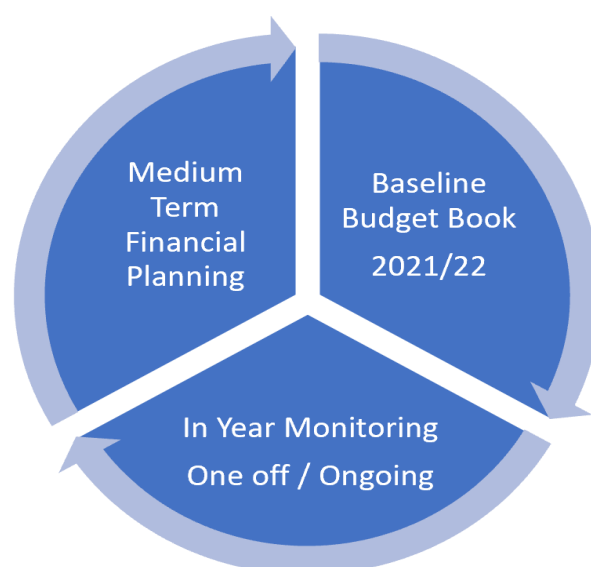 Medium
Term
Financial
Planning
Baseline
Budget Book
2021/22
In Year Monitoring
One off / Ongoing